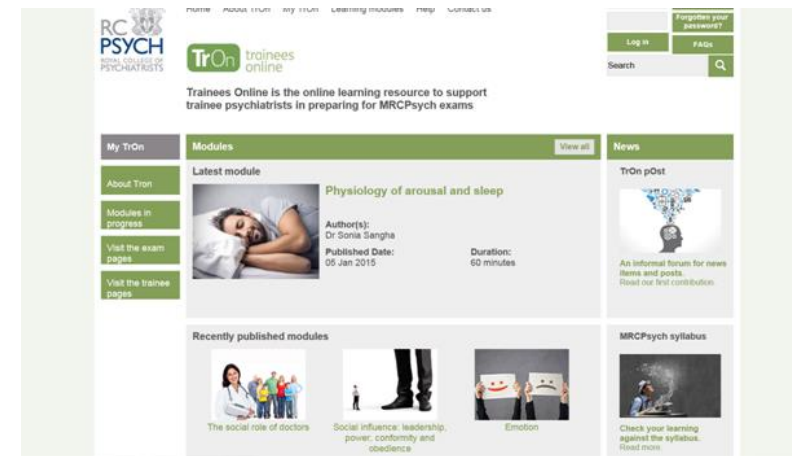 Home About TrOn My TrOn Learning modules Help Contact us
RC
PSYCH
ROYAL COLLEGE OF
PSYCHIATRISTS
Forgotten your
password?
Log in
FAQs
Search
TrOn trainees
online
Trainees Online is the online learning resource to support
trainee psychiatrists in preparing for MRCPsych exams
My TrOn
About Tron
Modules in
progress
Visit the exam
pages
Visit the trainee
pages
Modules
View all
Latest module
Physiology of arousal and sleep
Author(s):
Dr Sonia Sangha
Published Date:
05 Jan 2015
Duration:
60 minutes
Recently published modules
The social role of doctors
Social influence: leadership,
power, conformity and
obedience
Emotion
News
TrOn pOst
An informal forum for news
items and posts.
Read our first contribution.
MRCPsych syllabus
Check your learning
against the syllabus.
Read more